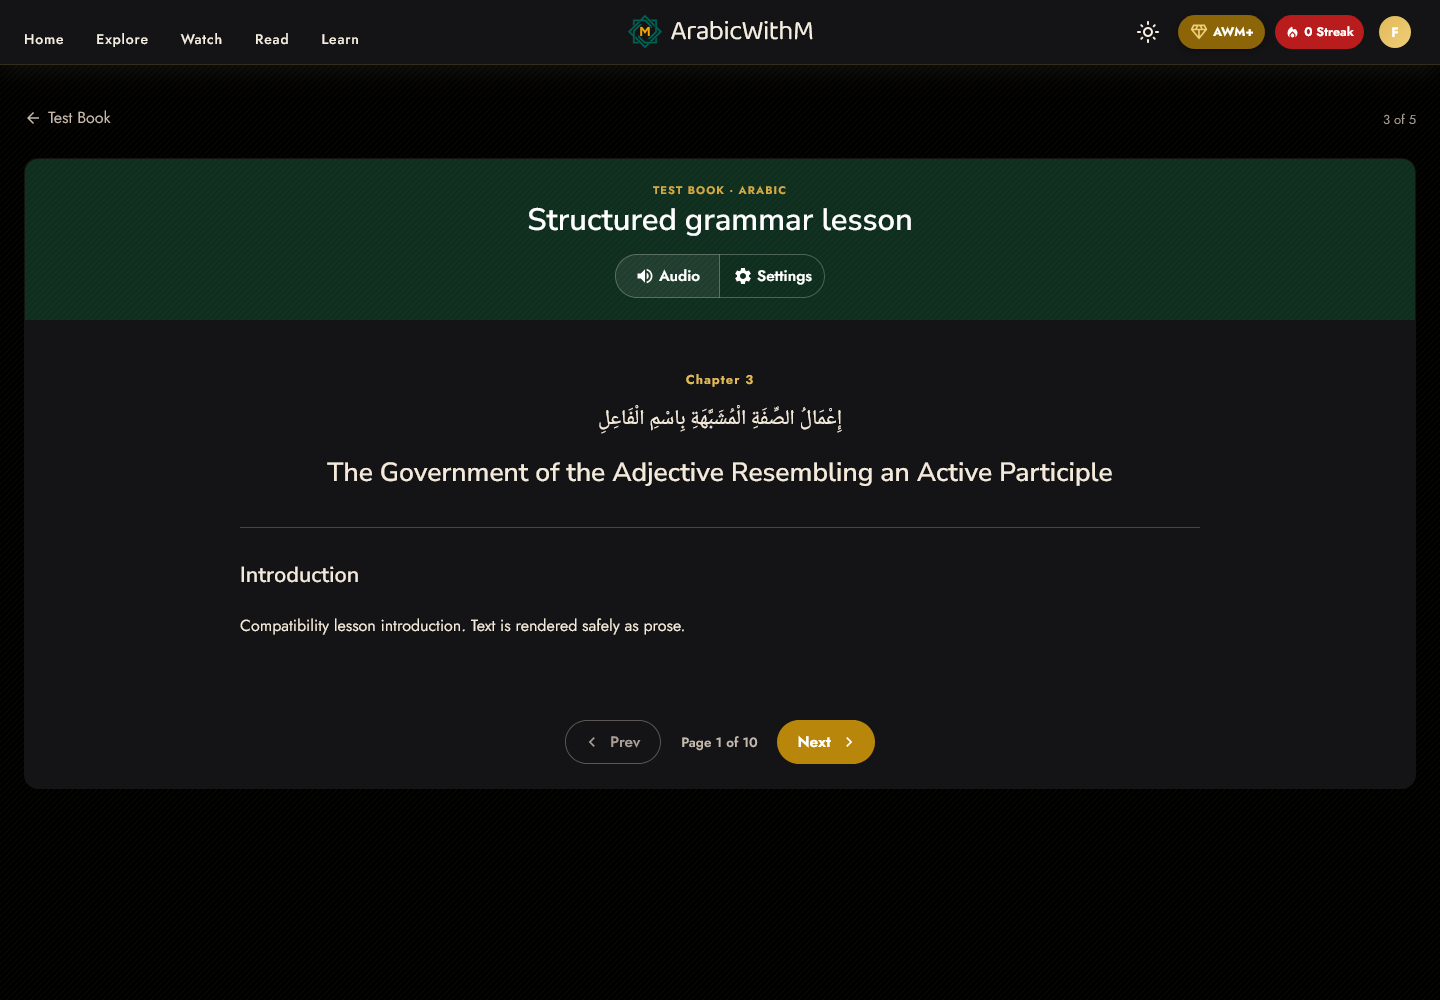 Home Explore Watch Read Learn
M ArabicWithM
AWM+ 0 Streak F
Test Book
3 of 5
TEST BOOK · ARABIC
Structured grammar lesson
Audio Settings
Chapter 3
إِعْمَالُ الصِّفَةِ الْمُشَبَّهَةِ بِاسْمِ الْفَاعِلِ
The Government of the Adjective Resembling an Active Participle
Introduction
Compatibility lesson introduction. Text is rendered safely as prose.
Prev Page 1 of 10 Next